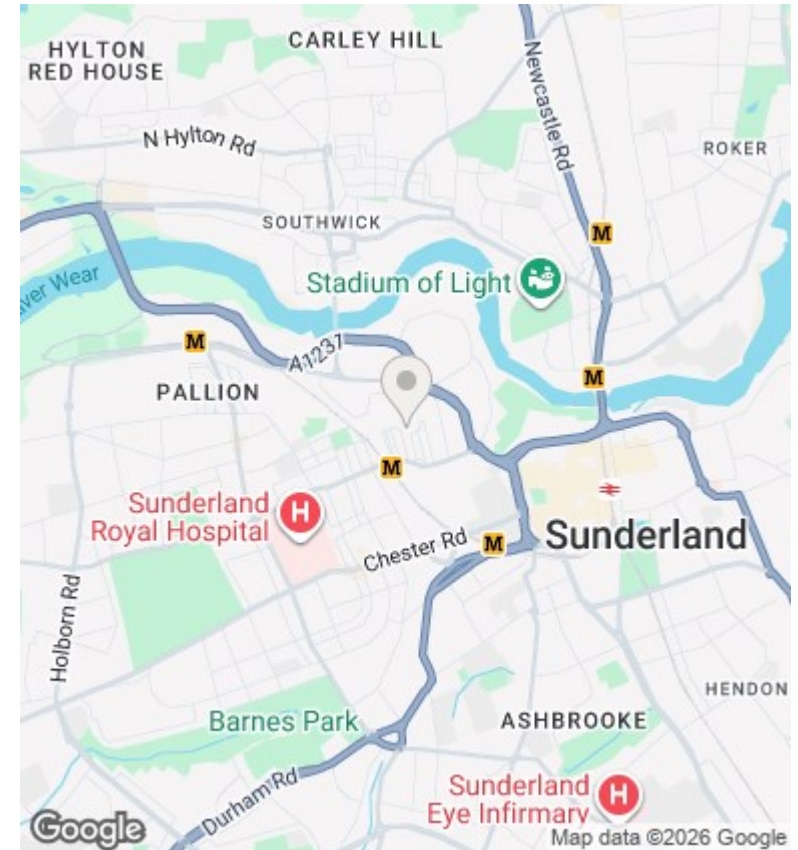 HYLTON
RED HOUSE
CARLEY HILL
Newcastle Rd
N Hylton Rd
ROKER
SOUTHWICK
M
Stadium of Light
ver Wear
A1231
M
M
PALLION
M
Sunderland
Royal Hospital
H
Chester Rd
M
Sunderland
Holborn Rd
HENDON
Barnes Park
ASHBROOKE
Durham Rd
Sunderland
Eye Infirmary
H
Google
Map data ©2026 Google